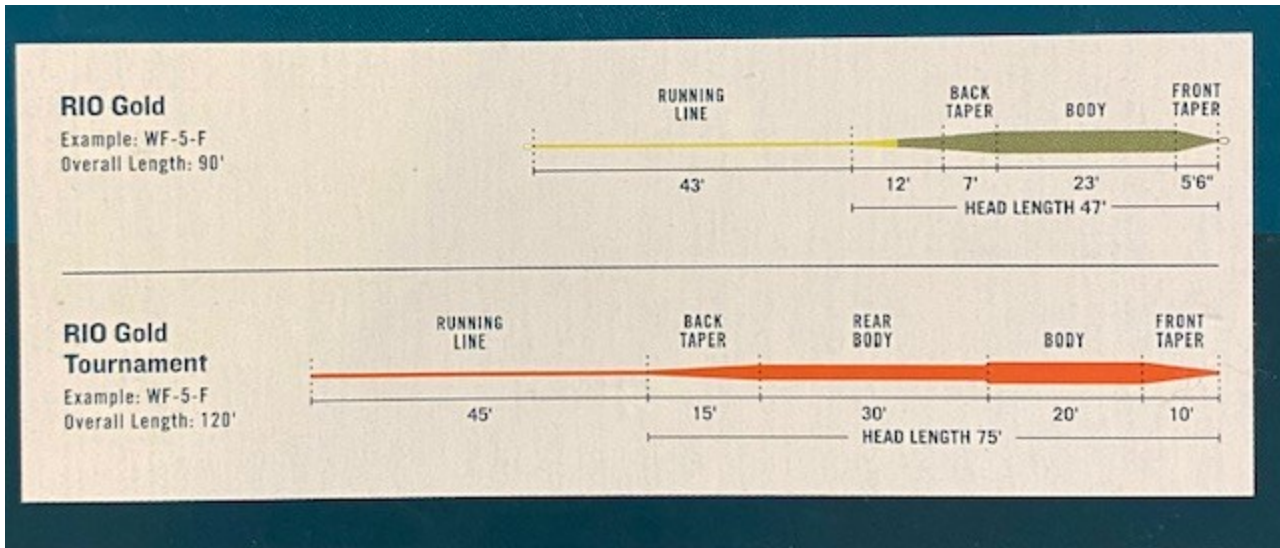 RIO Gold
Example: WF-5-F
Overall Length: 90'
RUNNING
LINE
BACK
TAPER
BODY
FRONT
TAPER
43'
12'
7'
23'
5'6"
HEAD LENGTH 47'
RIO Gold
Tournament
Example: WF-5-F
Overall Length: 120'
RUNNING
LINE
BACK
TAPER
REAR
BODY
BODY
FRONT
TAPER
45'
15'
30'
20'
10'
HEAD LENGTH 75'